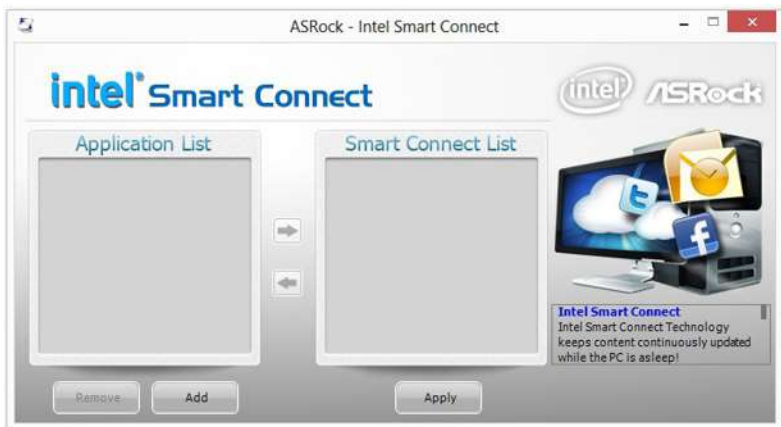 ASRock - Intel Smart Connect
intel Smart Connect
intel ASRock
Application List
Smart Connect List
Intel Smart Connect
Intel Smart Connect Technology
keeps content continuously updated
while the PC is asleep!
Remove
Add
Apply